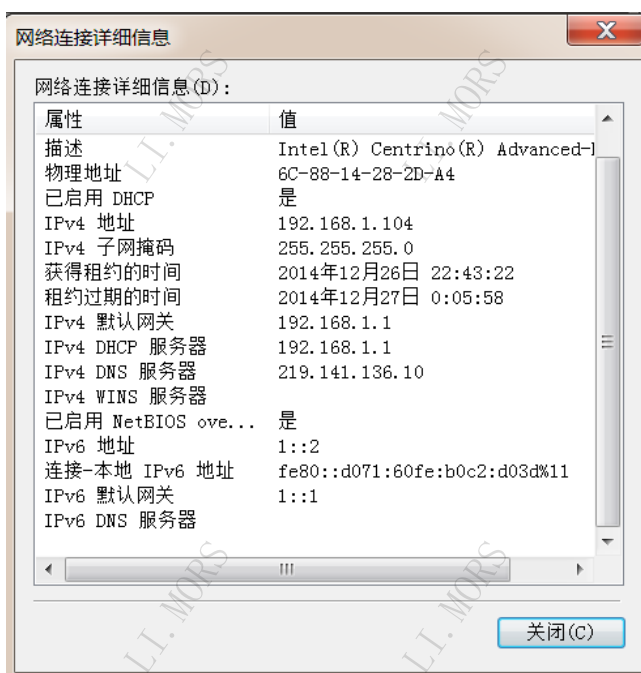 网络连接详细信息
网络连接详细信息(D):
属性 值
描述 Intel(R) Centrino(R) Advanced-
物理地址 6C-88-14-28-2D-A4
已启用 DHCP 是
IPv4 地址 192.168.1.104
IPv4 子网掩码 255.255.255.0
获得租约的时间 2014年12月26日 22:43:22
租约过期的时间 2014年12月27日 0:05:58
IPv4 默认网关 192.168.1.1
IPv4 DHCP 服务器 192.168.1.1
IPv4 DNS 服务器 219.141.136.10
IPv4 WINS 服务器
已启用 NetBIOS ove... 是
IPv6 地址 1::2
连接-本地 IPv6 地址 fe80::d071:60fe:b0c2:d03d%11
IPv6 默认网关 1::1
IPv6 DNS 服务器
关闭(C)
LI. MORS
LI. MORS
LI. MORS
LI. MORS